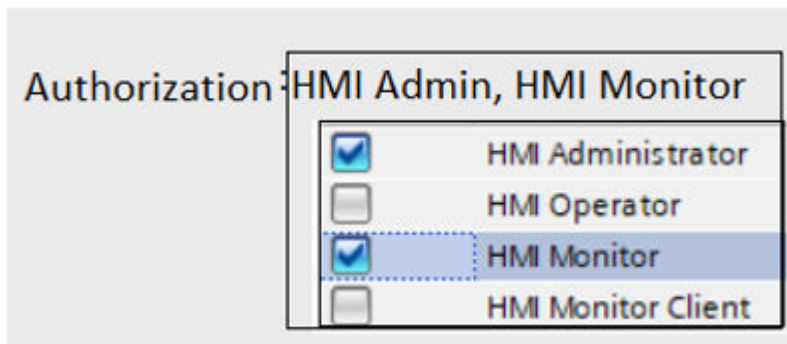 Authorization : HMI Admin, HMI Monitor
HMI Administrator
HMI Operator
HMI Monitor
HMI Monitor Client